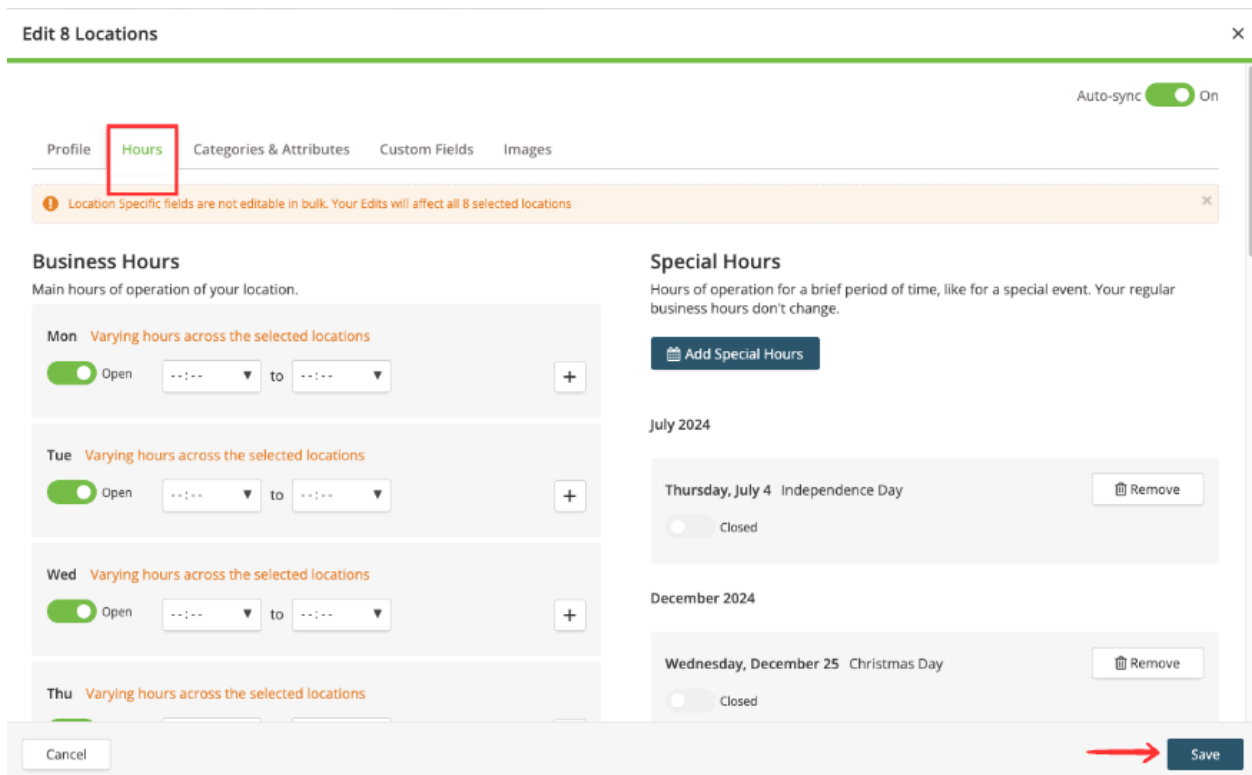 Edit 8 Locations
×
Auto-sync On
Profile Hours Categories & Attributes Custom Fields Images
Location Specific fields are not editable in bulk. Your Edits will affect all 8 selected locations ×
Business Hours
Main hours of operation of your location.
Mon Varying hours across the selected locations
Open --:-- to --:-- +
Tue Varying hours across the selected locations
Open --:-- to --:-- +
Wed Varying hours across the selected locations
Open --:-- to --:-- +
Thu Varying hours across the selected locations
Special Hours
Hours of operation for a brief period of time, like for a special event. Your regular
business hours don't change.
Add Special Hours
July 2024
Thursday, July 4 Independence Day Remove
Closed
December 2024
Wednesday, December 25 Christmas Day Remove
Closed
Cancel Save